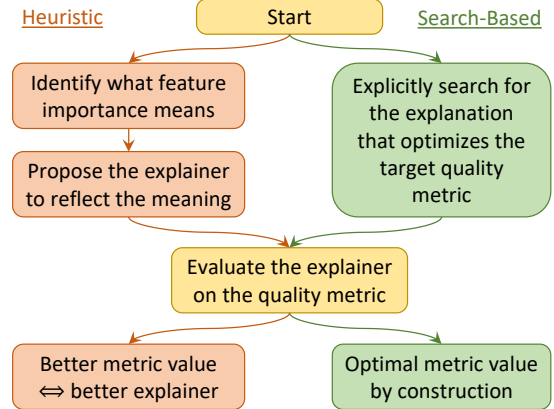 Heuristic
Start
Search-Based
Identify what feature
importance means
Propose the explainer
to reflect the meaning
Explicitly search for
the explanation
that optimizes the
target quality
metric
Evaluate the explainer
on the quality metric
Better metric value
⇔ better explainer
Optimal metric value
by construction